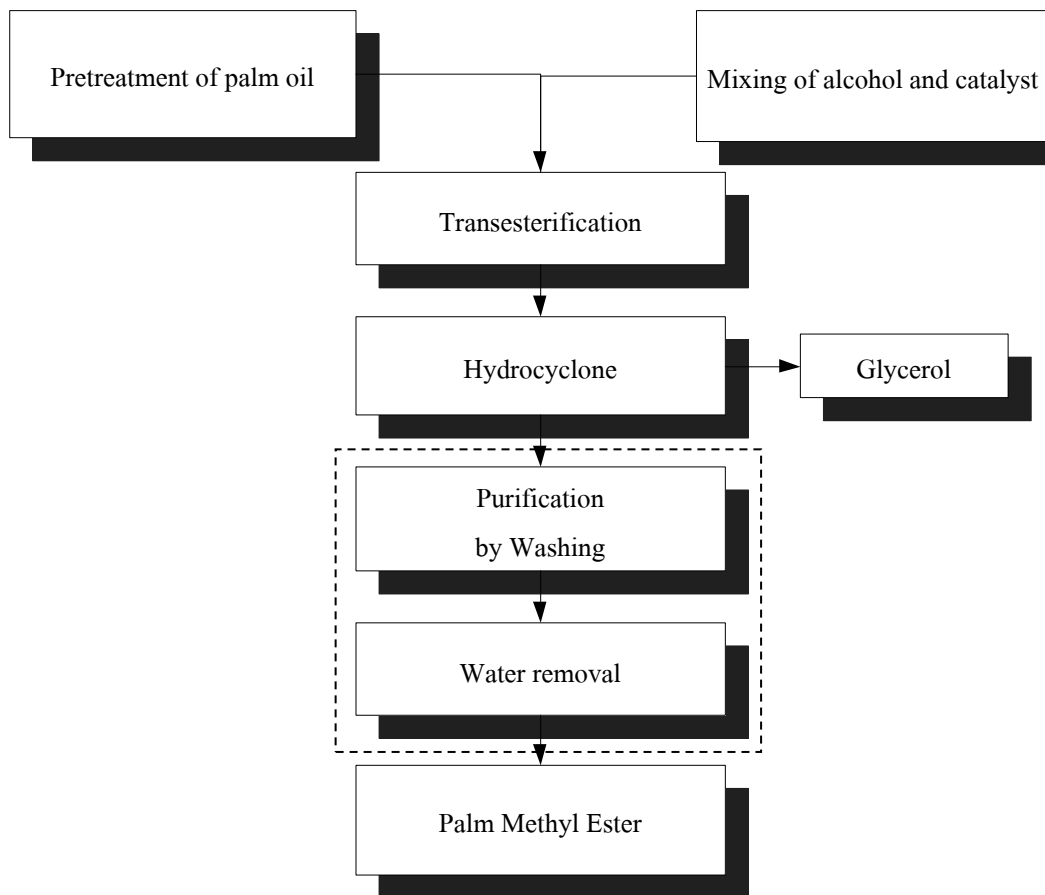 Pretreatment of palm oil
Mixing of alcohol and catalyst
Transesterification
Hydrocyclone
Glycerol
Purification
by Washing
Water removal
Palm Methyl Ester